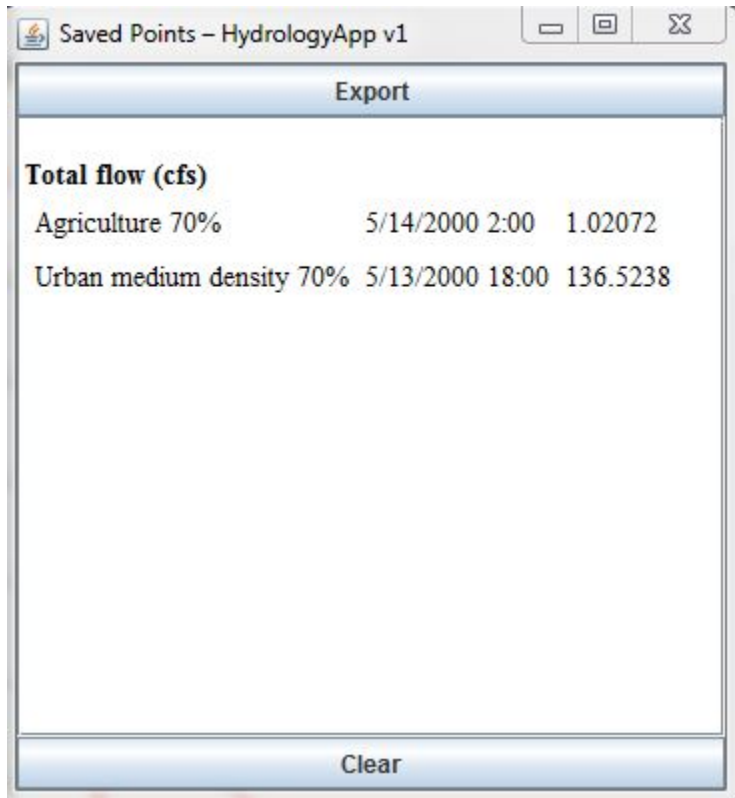 Saved Points – HydrologyApp v1
Export
Total flow (cfs)
Agriculture 70% 5/14/2000 2:00 1.02072
Urban medium density 70% 5/13/2000 18:00 136.5238
Clear